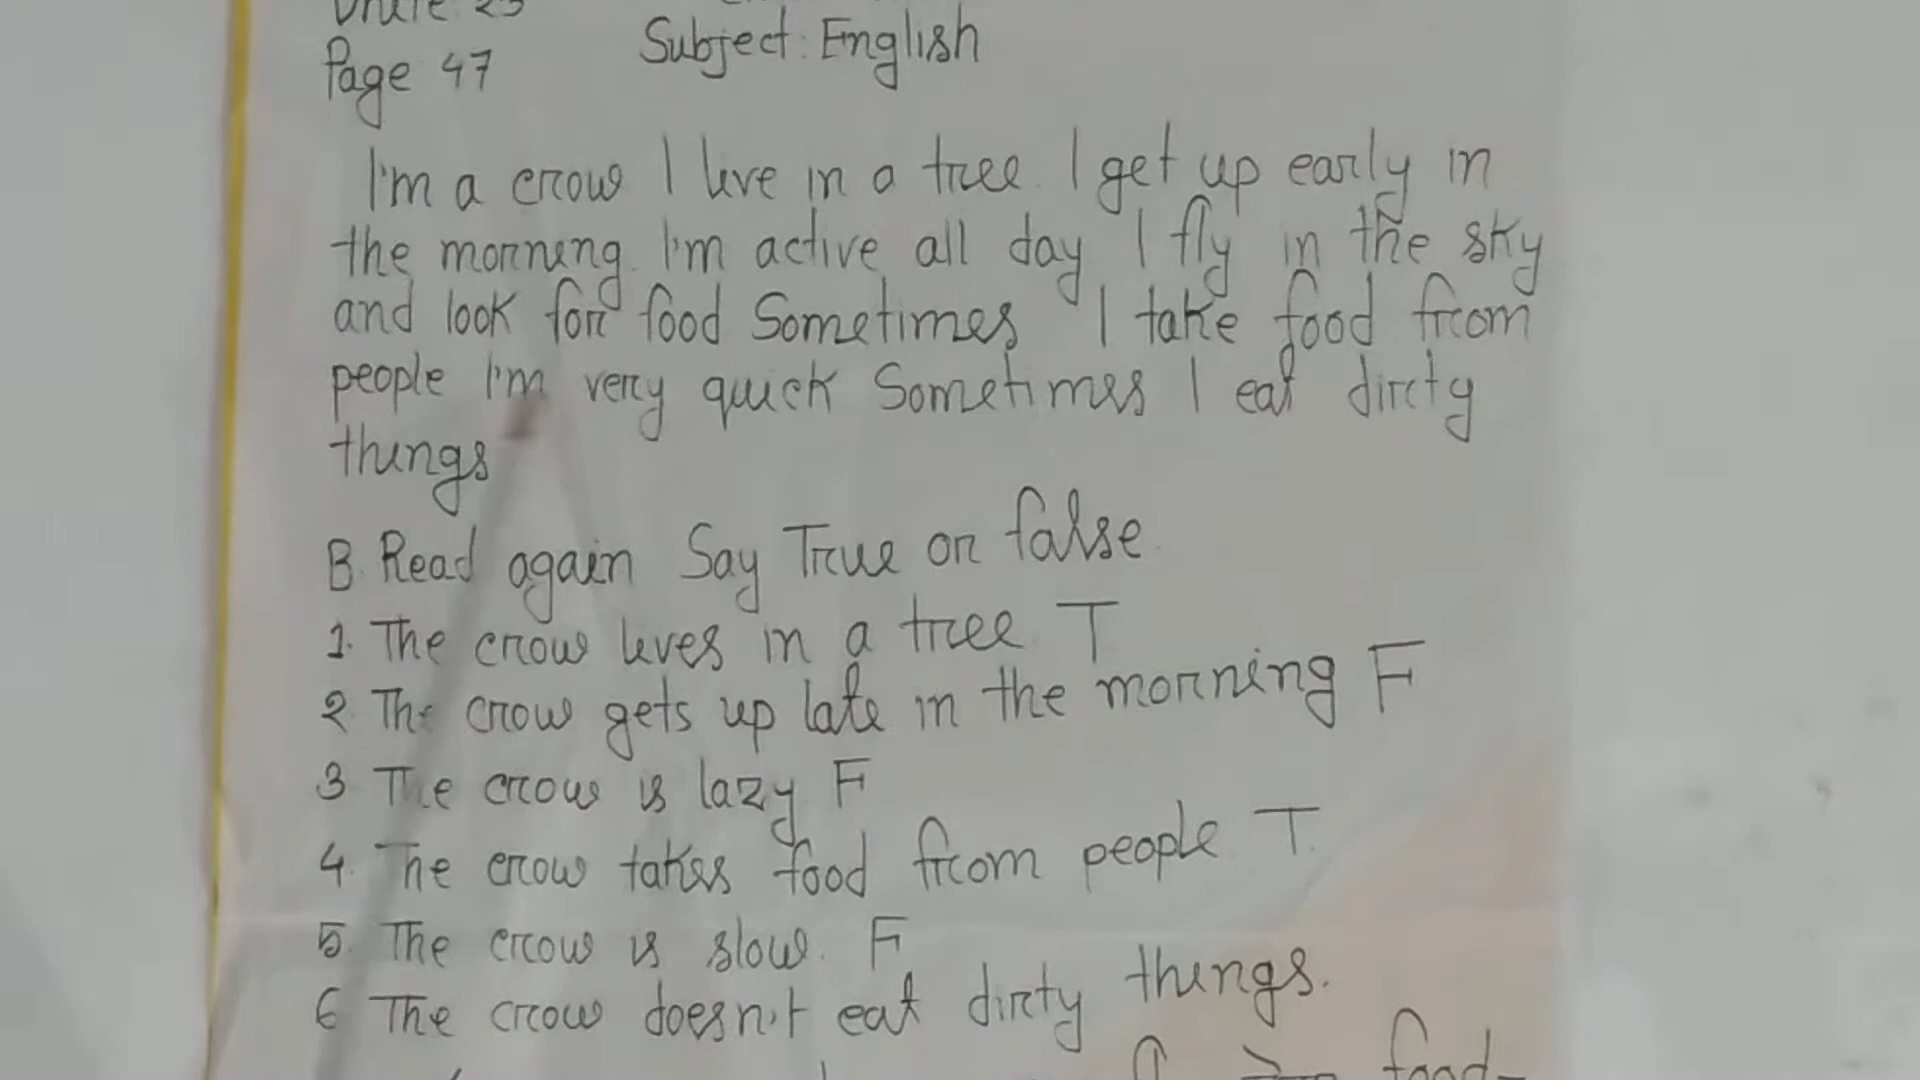 Page 47
Subject: English
I'm a crow I live in a tree. I get up early in
the morning. I'm active all day I fly in the sky
and look for food Sometimes I take food from
people I'm very quick Sometimes I eat dirty
things
B. Read again Say True or false
1. The crow lives in a tree T
2 The crow gets up late in the morning F
3 The crow is lazy F
4. The crow takes food from people T
5. The crow is slow. F
6 The crow doesn't eat dirty things.
food